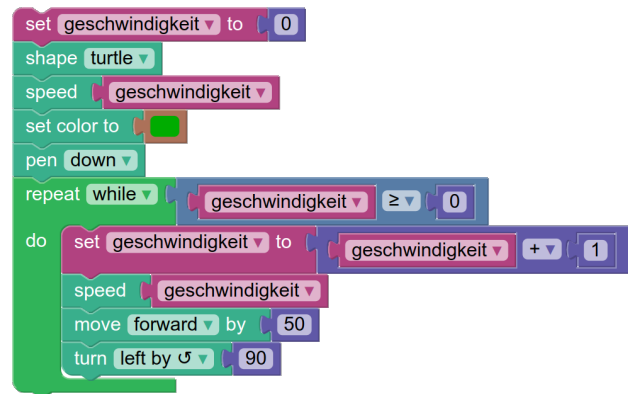 set geschwindigkeit to 0
shape turtle
speed geschwindigkeit
set color to
pen down
repeat while geschwindigkeit ≥ 0
do set geschwindigkeit to geschwindigkeit + 1
speed geschwindigkeit
move forward by 50
turn left by ↺ 90